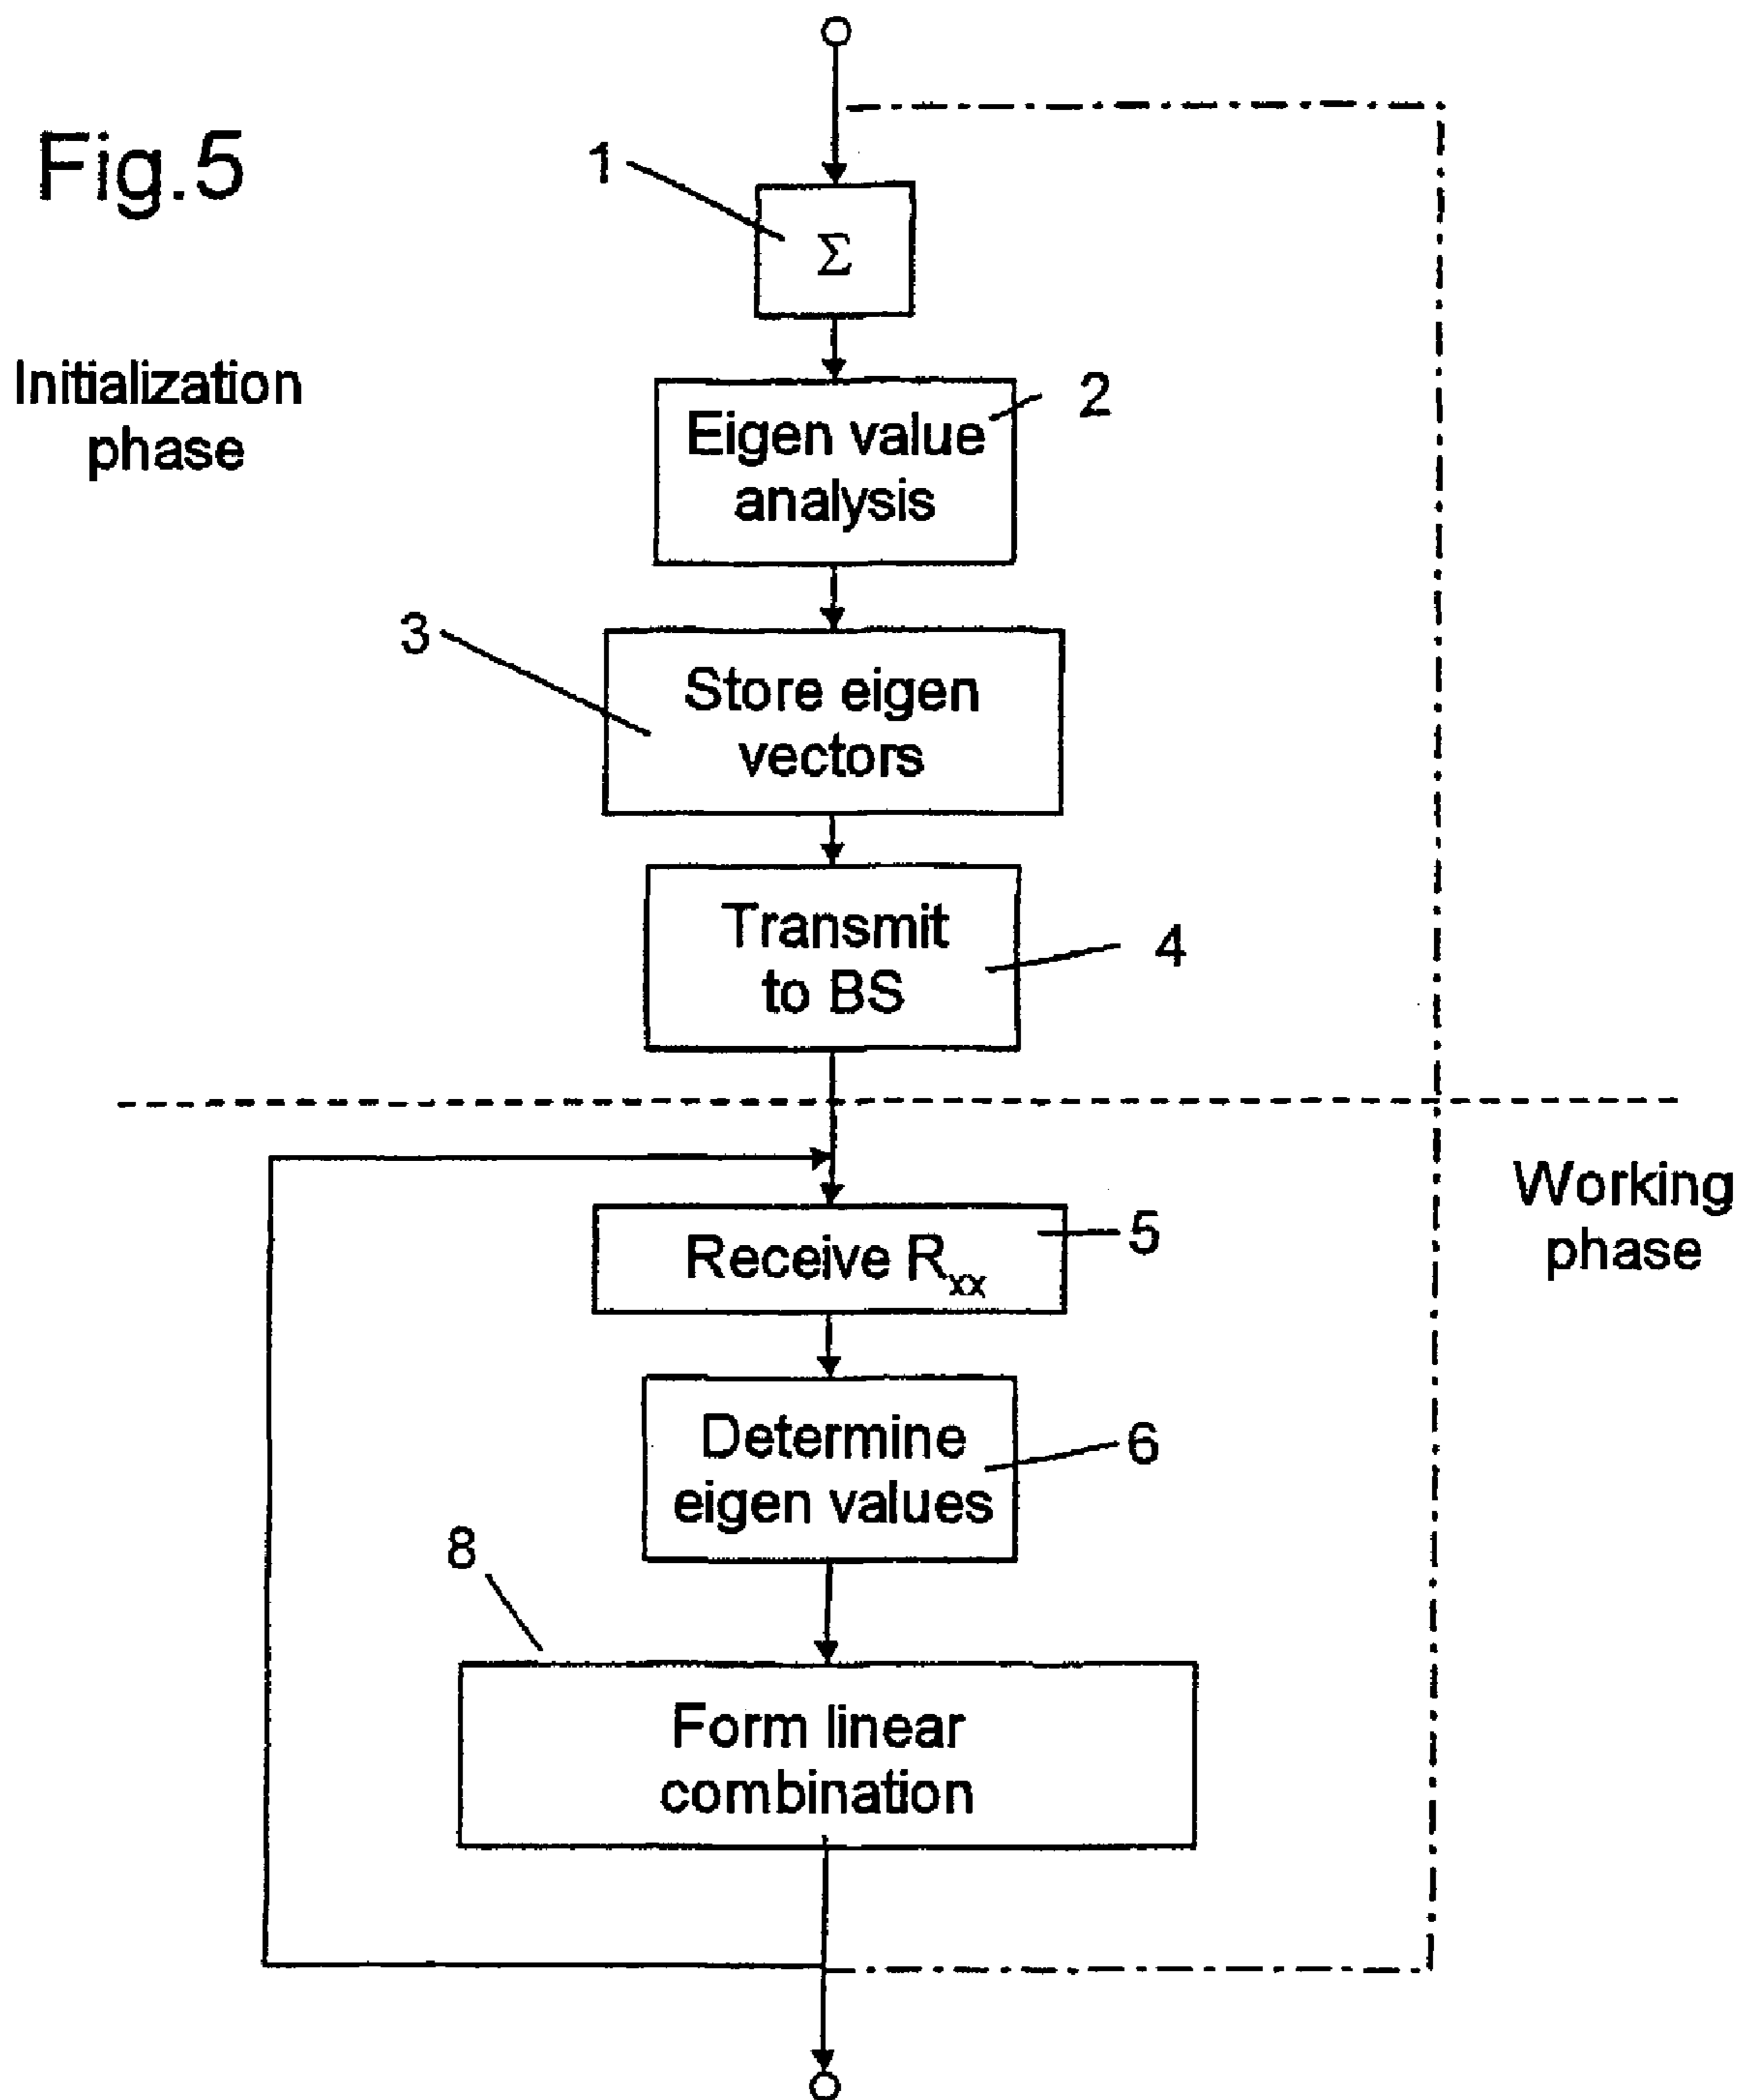 Fig.5
1
Σ
Initialization
phase
2
Eigen value
analysis
3
Store eigen
vectors
Transmit
to BS
4
Working
phase
Receive Rxx
5
Determine
eigen values
6
8
Form linear
combination